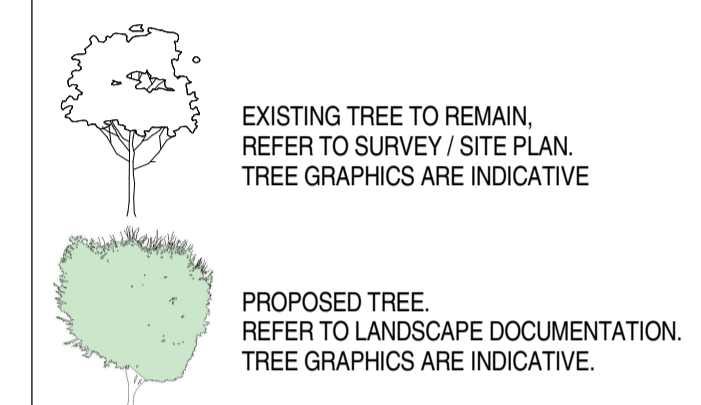 EXISTING TREE TO REMAIN,
REFER TO SURVEY / SITE PLAN.
TREE GRAPHICS ARE INDICATIVE
PROPOSED TREE.
REFER TO LANDSCAPE DOCUMENTATION.
TREE GRAPHICS ARE INDICATIVE.